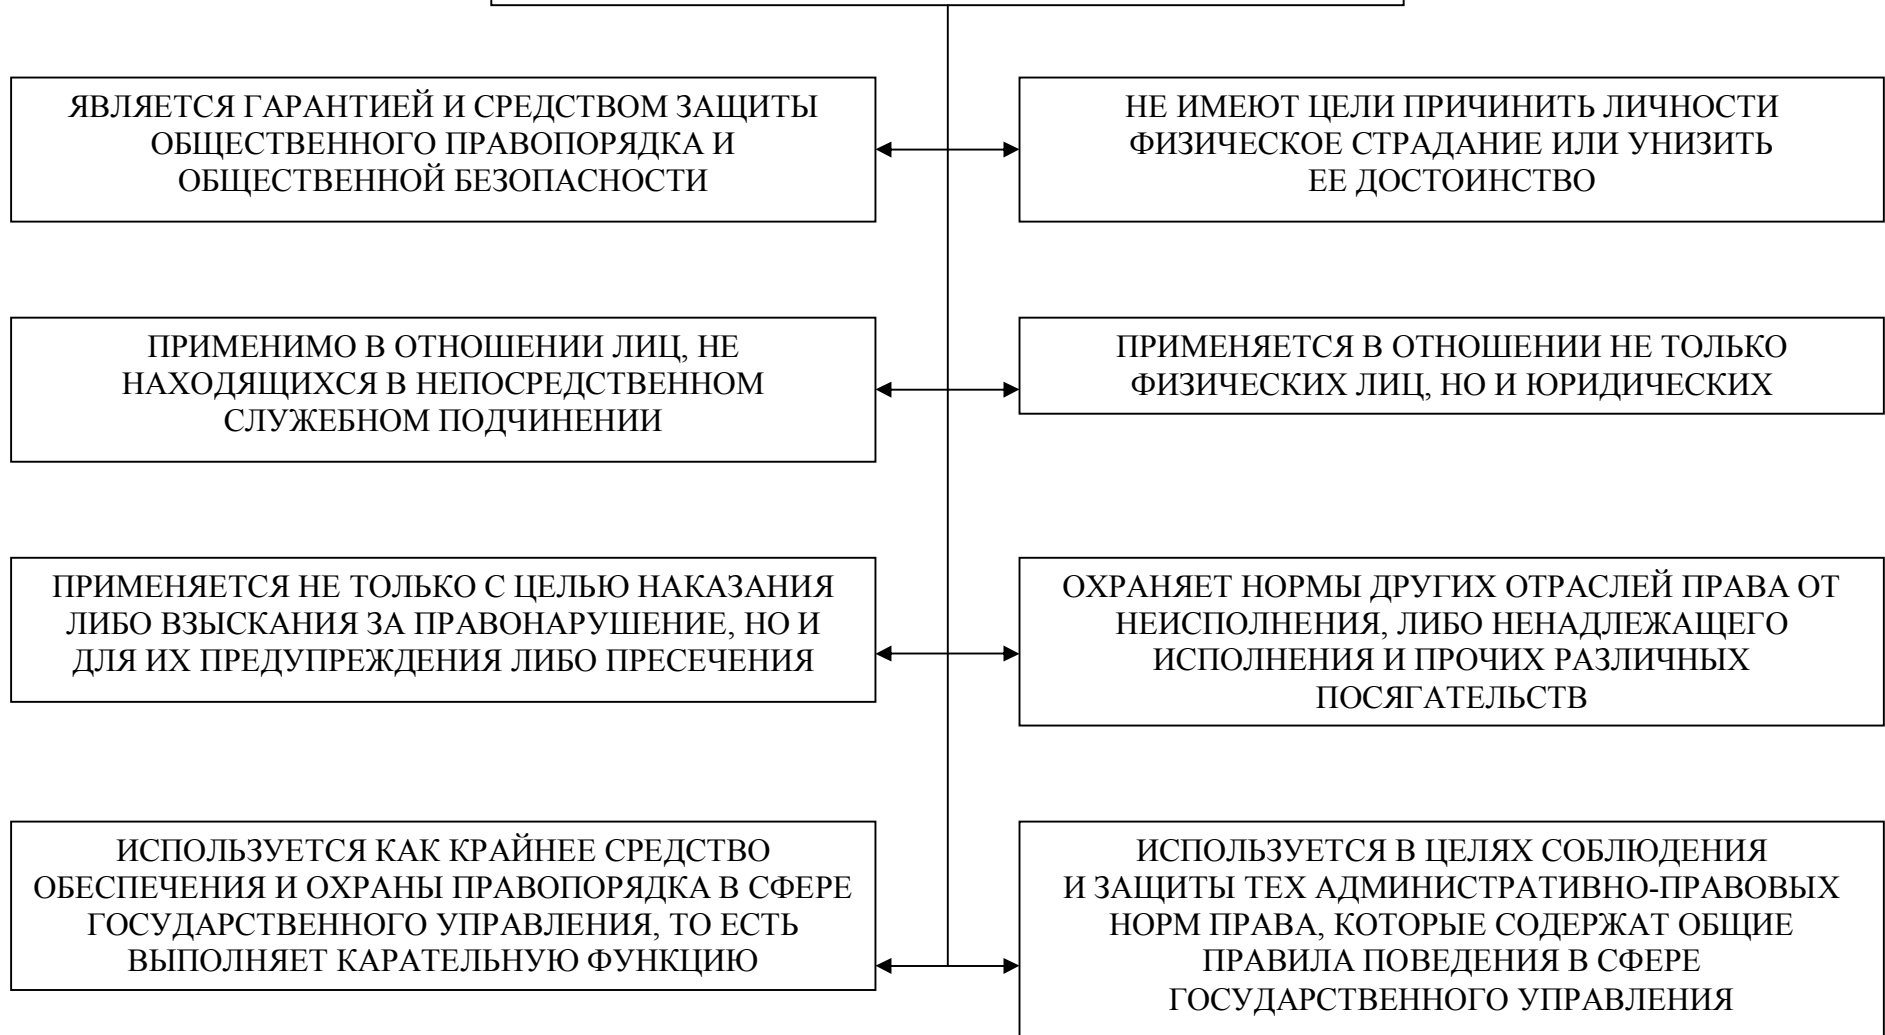 ЯВЛЯЕТСЯ ГАРАНТИЕЙ И СРЕДСТВОМ ЗАЩИТЫ
ОБЩЕСТВЕННОГО ПРАВОПОРЯДКА И
ОБЩЕСТВЕННОЙ БЕЗОПАСНОСТИ
НЕ ИМЕЮТ ЦЕЛИ ПРИЧИНИТЬ ЛИЧНОСТИ
ФИЗИЧЕСКОЕ СТРАДАНИЕ ИЛИ УНИЗИТЬ
ЕЕ ДОСТОИНСТВО
ПРИМЕНИМО В ОТНОШЕНИИ ЛИЦ, НЕ
НАХОДЯЩИХСЯ В НЕПОСРЕДСТВЕННОМ
СЛУЖЕБНОМ ПОДЧИНЕНИИ
ПРИМЕНЯЕТСЯ В ОТНОШЕНИИ НЕ ТОЛЬКО
ФИЗИЧЕСКИХ ЛИЦ, НО И ЮРИДИЧЕСКИХ
ПРИМЕНЯЕТСЯ НЕ ТОЛЬКО С ЦЕЛЬЮ НАКАЗАНИЯ
ЛИБО ВЗЫСКАНИЯ ЗА ПРАВОНАРУШЕНИЕ, НО И
ДЛЯ ИХ ПРЕДУПРЕЖДЕНИЯ ЛИБО ПРЕСЕЧЕНИЯ
ОХРАНЯЕТ НОРМЫ ДРУГИХ ОТРАСЛЕЙ ПРАВА ОТ
НЕИСПОЛНЕНИЯ, ЛИБО НЕНАДЛЕЖАЩЕГО
ИСПОЛНЕНИЯ И ПРОЧИХ РАЗЛИЧНЫХ
ПОСЯГАТЕЛЬСТВ
ИСПОЛЬЗУЕТСЯ КАК КРАЙНЕЕ СРЕДСТВО
ОБЕСПЕЧЕНИЯ И ОХРАНЫ ПРАВОПОРЯДКА В СФЕРЕ
ГОСУДАРСТВЕННОГО УПРАВЛЕНИЯ, ТО ЕСТЬ
ВЫПОЛНЯЕТ КАРАТЕЛЬНУЮ ФУНКЦИЮ
ИСПОЛЬЗУЕТСЯ В ЦЕЛЯХ СОБЛЮДЕНИЯ
И ЗАЩИТЫ ТЕХ АДМИНИСТРАТИВНО-ПРАВОВЫХ
НОРМ ПРАВА, КОТОРЫЕ СОДЕРЖАТ ОБЩИЕ
ПРАВИЛА ПОВЕДЕНИЯ В СФЕРЕ
ГОСУДАРСТВЕННОГО УПРАВЛЕНИЯ